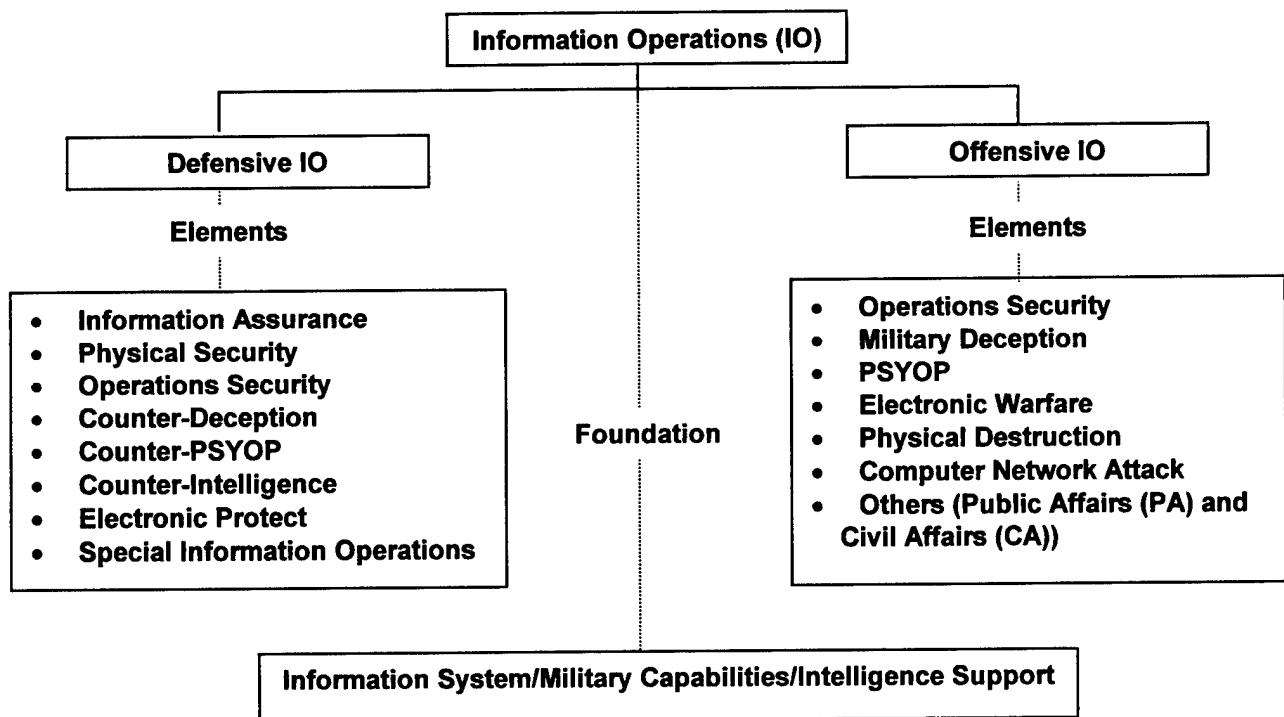 Information Operations (IO)
Defensive IO
Offensive IO
Elements
Elements
• Information Assurance
• Physical Security
• Operations Security
• Counter-Deception
• Counter-PSYOP
• Counter-Intelligence
• Electronic Protect
• Special Information Operations
Foundation
• Operations Security
• Military Deception
• PSYOP
• Electronic Warfare
• Physical Destruction
• Computer Network Attack
• Others (Public Affairs (PA) and
Civil Affairs (CA))
Information System/Military Capabilities/Intelligence Support